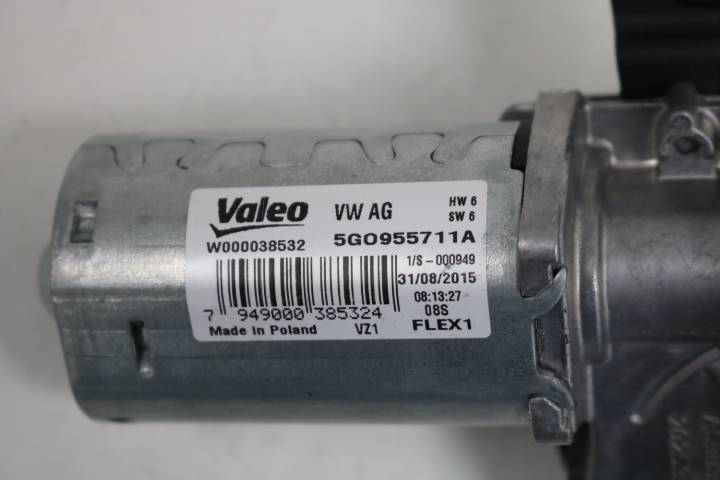 Valeo VW AG HW 6
SW 6
W000038532 5G0955711A
1/S-000949
31/08/2015
08:13:27
7 949000 385324 08S
Made in Poland VZ1 FLEX1